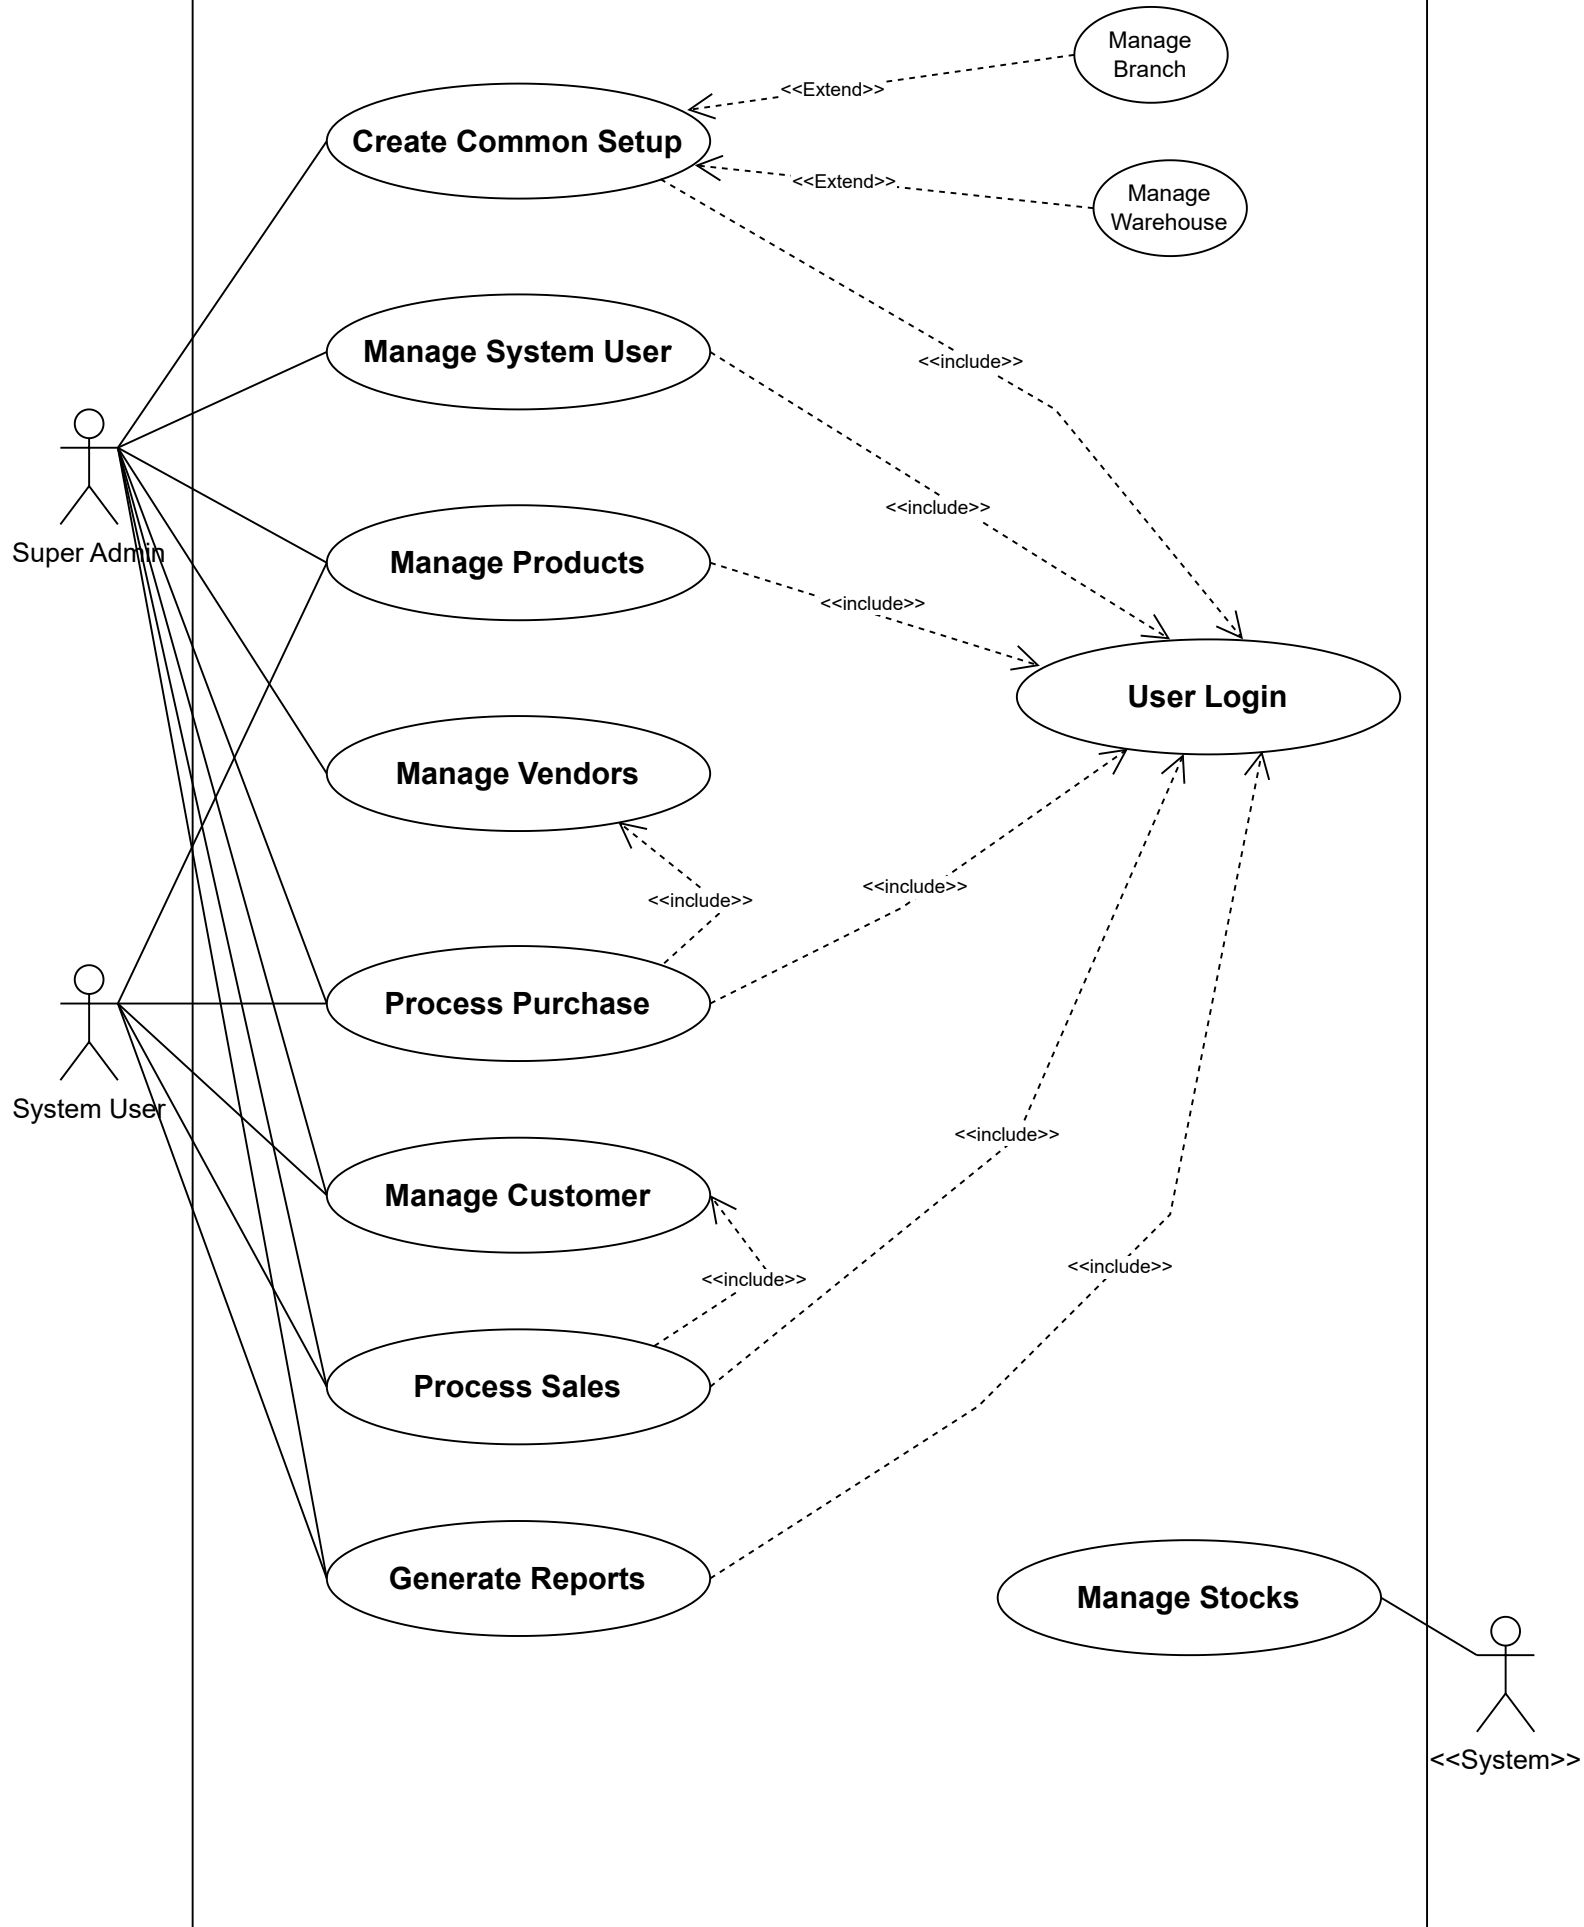 Manage
Branch
<<Extend>>
Create Common Setup
<<Extend>>
Manage
Warehouse
Manage System User
<<include>>
<<include>>
Super Admin
Manage Products
<<include>>
User Login
Manage Vendors
<<include>>
<<include>>
Process Purchase
System User
<<include>>
Manage Customer
<<include>>
<<include>>
Process Sales
Generate Reports
Manage Stocks
<<System>>